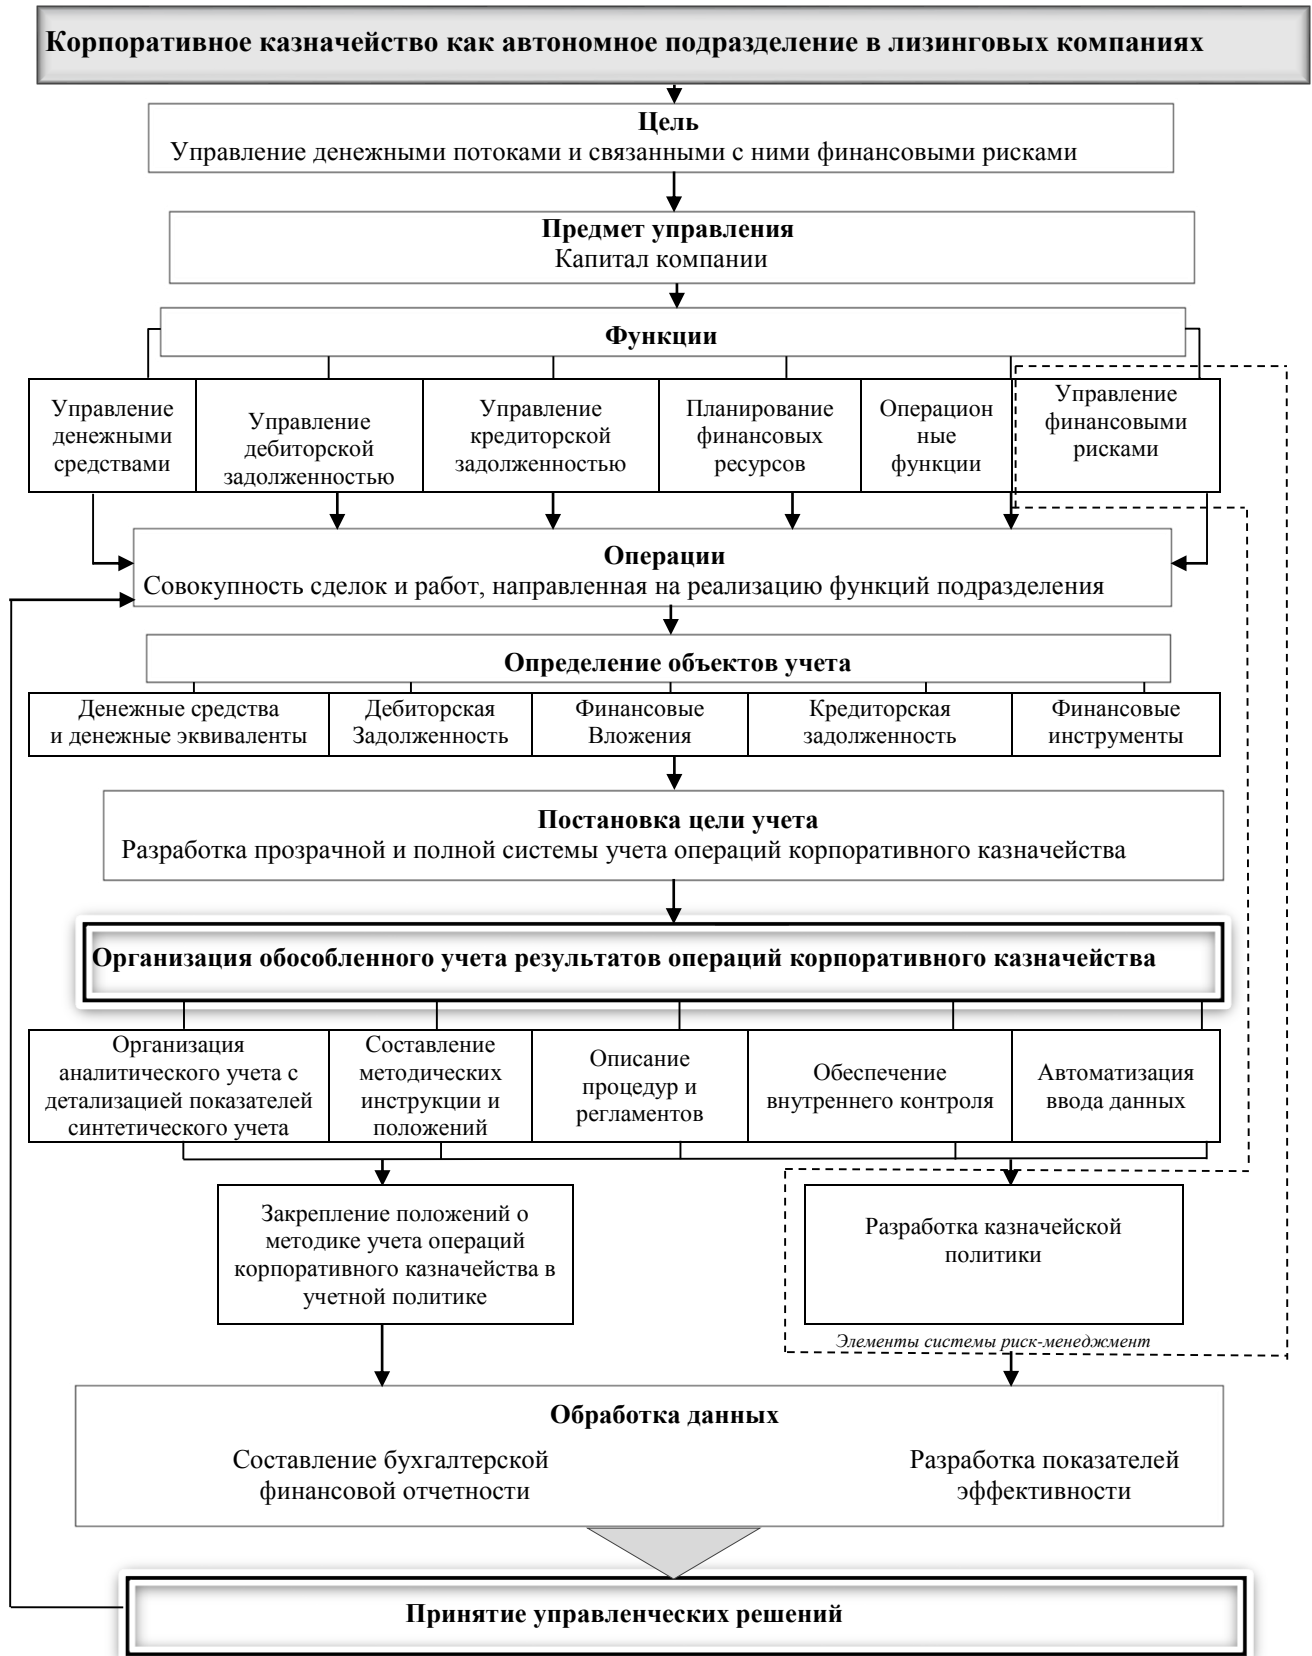 Корпоративное казначейство как автономное подразделение в лизинговых компаниях
Цель
Управление денежными потоками и связанными с ними финансовыми рисками
Предмет управления
Капитал компании
Функции
Управление
денежными
средствами
Управление
дебиторской
задолженностью
Управление
кредиторской
задолженностью
Планирование
финансовых
ресурсов
Операцион
ные
функции
Управление
финансовыми
рисками
Операции
Совокупность сделок и работ, направленная на реализацию функций подразделения
Определение объектов учета
Денежные средства
и денежные эквиваленты
Дебиторская
Задолженность
Финансовые
Вложения
Кредиторская
задолженность
Финансовые
инструменты
Постановка цели учета
Разработка прозрачной и полной системы учета операций корпоративного казначейства
Организация обособленного учета результатов операций корпоративного казначейства
Организация
аналитического учета с
детализацией показателей
синтетического учета
Составление
методических
инструкции и
положений
Описание
процедур и
регламентов
Обеспечение
внутреннего контроля
Автоматизация
ввода данных
Закрепление положений о
методике учета операций
корпоративного казначейства в
учетной политике
Разработка казначейской
политики
Элементы системы риск-менеджмент
Обработка данных
Составление бухгалтерской
финансовой отчетности
Разработка показателей
эффективности
Принятие управленческих решений